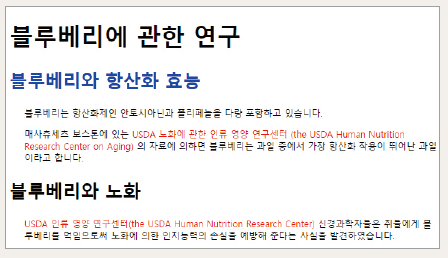 블루베리에 관한 연구
블루베리와 항산화 효능
블루베리는 항산화제인 안토시아닌과 폴리페놀을 다량 포함하고 있습니다.
매사츄세츠 보스톤에 있는 USDA 노화에 관한 인류 영양 연구센터 (the USDA Human Nutrition
Research Center on Aging) 의 자료에 의하면 블루베리는 과일 중에서 가장 항산화 작용이 뛰어난 과일
이라고 합니다.
블루베리와 노화
USDA 인류 영양 연구센터(the USDA Human Nutrition Research Center) 신경과학자들은 쥐들에게 블
루베리를 먹임으로써 노화에 의한 인지능력의 손실을 예방해 준다는 사실을 발견하였습니다.